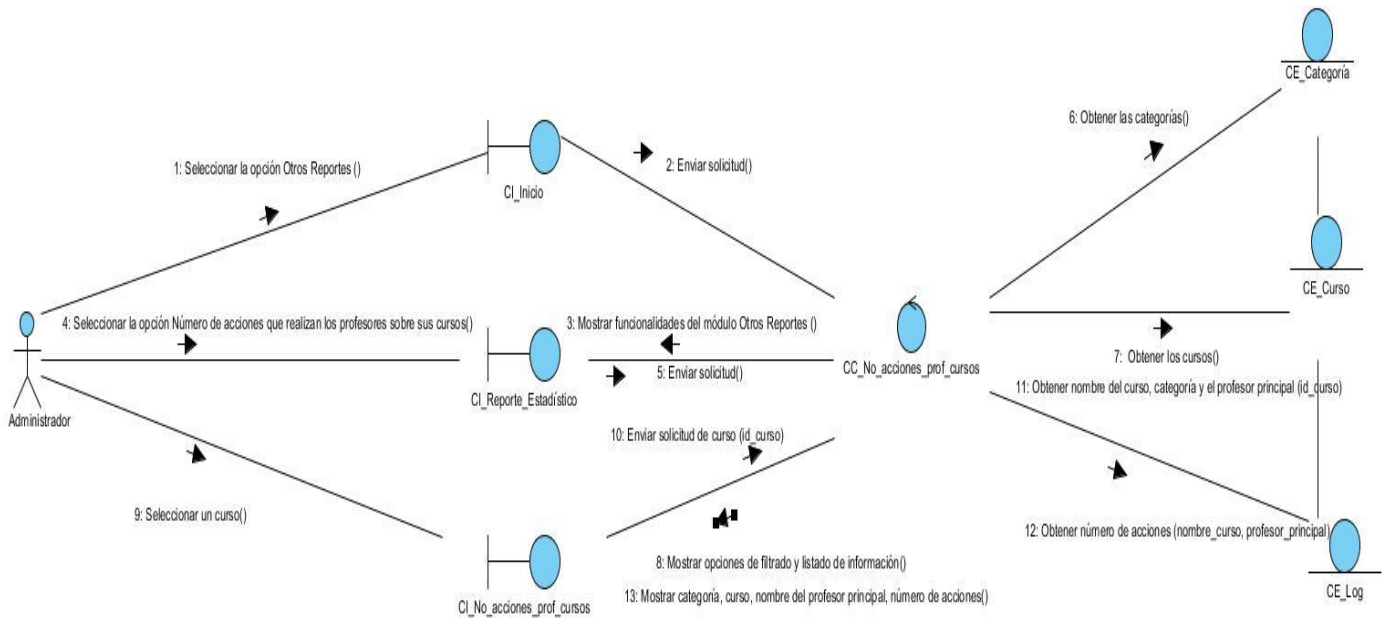 CE_Categoría
6: Obtener las categorías()
1: Seleccionar la opción Otros Reportes ()
2: Enviar solicitud()
CI_Inicio
CE_Curso
4: Seleccionar la opción Número de acciones que realizan los profesores sobre sus cursos()
3: Mostrar funcionalidades del módulo Otros Reportes ()
7: Obtener los cursos()
5: Enviar solicitud()
CC_No_acciones_prof_cursos
CI_Reporte_Estadístico
11: Obtener nombre del curso, categoría y el profesor principal (id_curso)
Administrador
10: Enviar solicitud de curso (id_curso)
9: Seleccionar un curso()
12: Obtener número de acciones (nombre_curso, profesor_principal)
8: Mostrar opciones de filtrado y listado de información()
CE_Log
13: Mostrar categoría, curso, nombre del profesor principal, número de acciones()
CI_No_acciones_prof_cursos